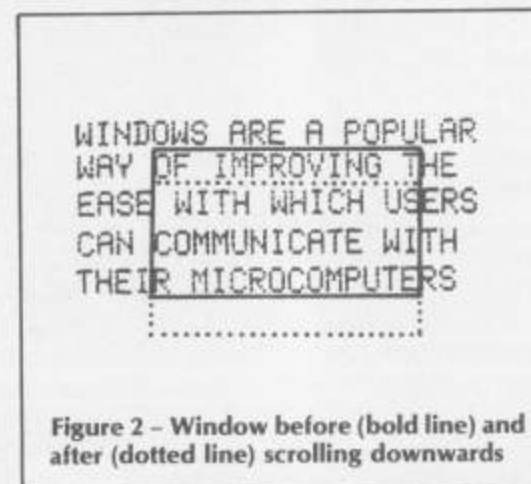 WINDOWS ARE A POPULAR
WAY OF IMPROVING THE
EASE WITH WHICH USERS
CAN COMMUNICATE WITH
THEIR MICROCOMPUTERS
Figure 2 – Window before (bold line) and
after (dotted line) scrolling downwards